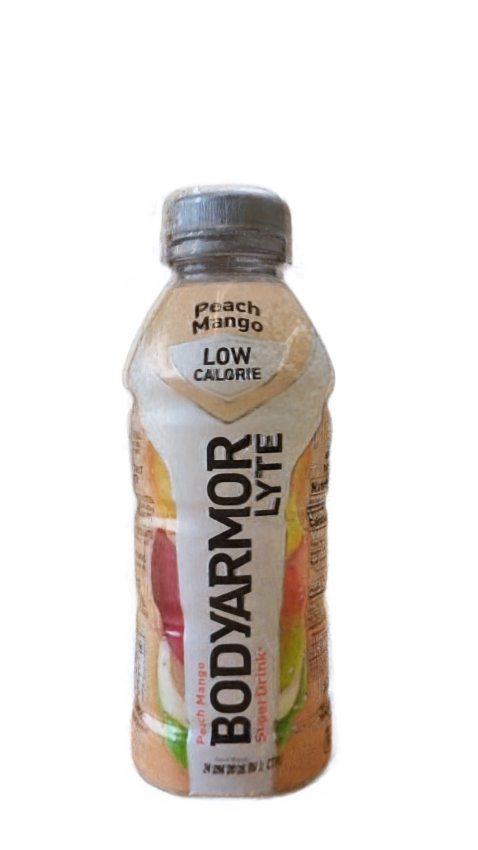 Peach
Mango
LOW
CALORIE
BODYARMOR
LYTE
Peach Mango
SuperDrink